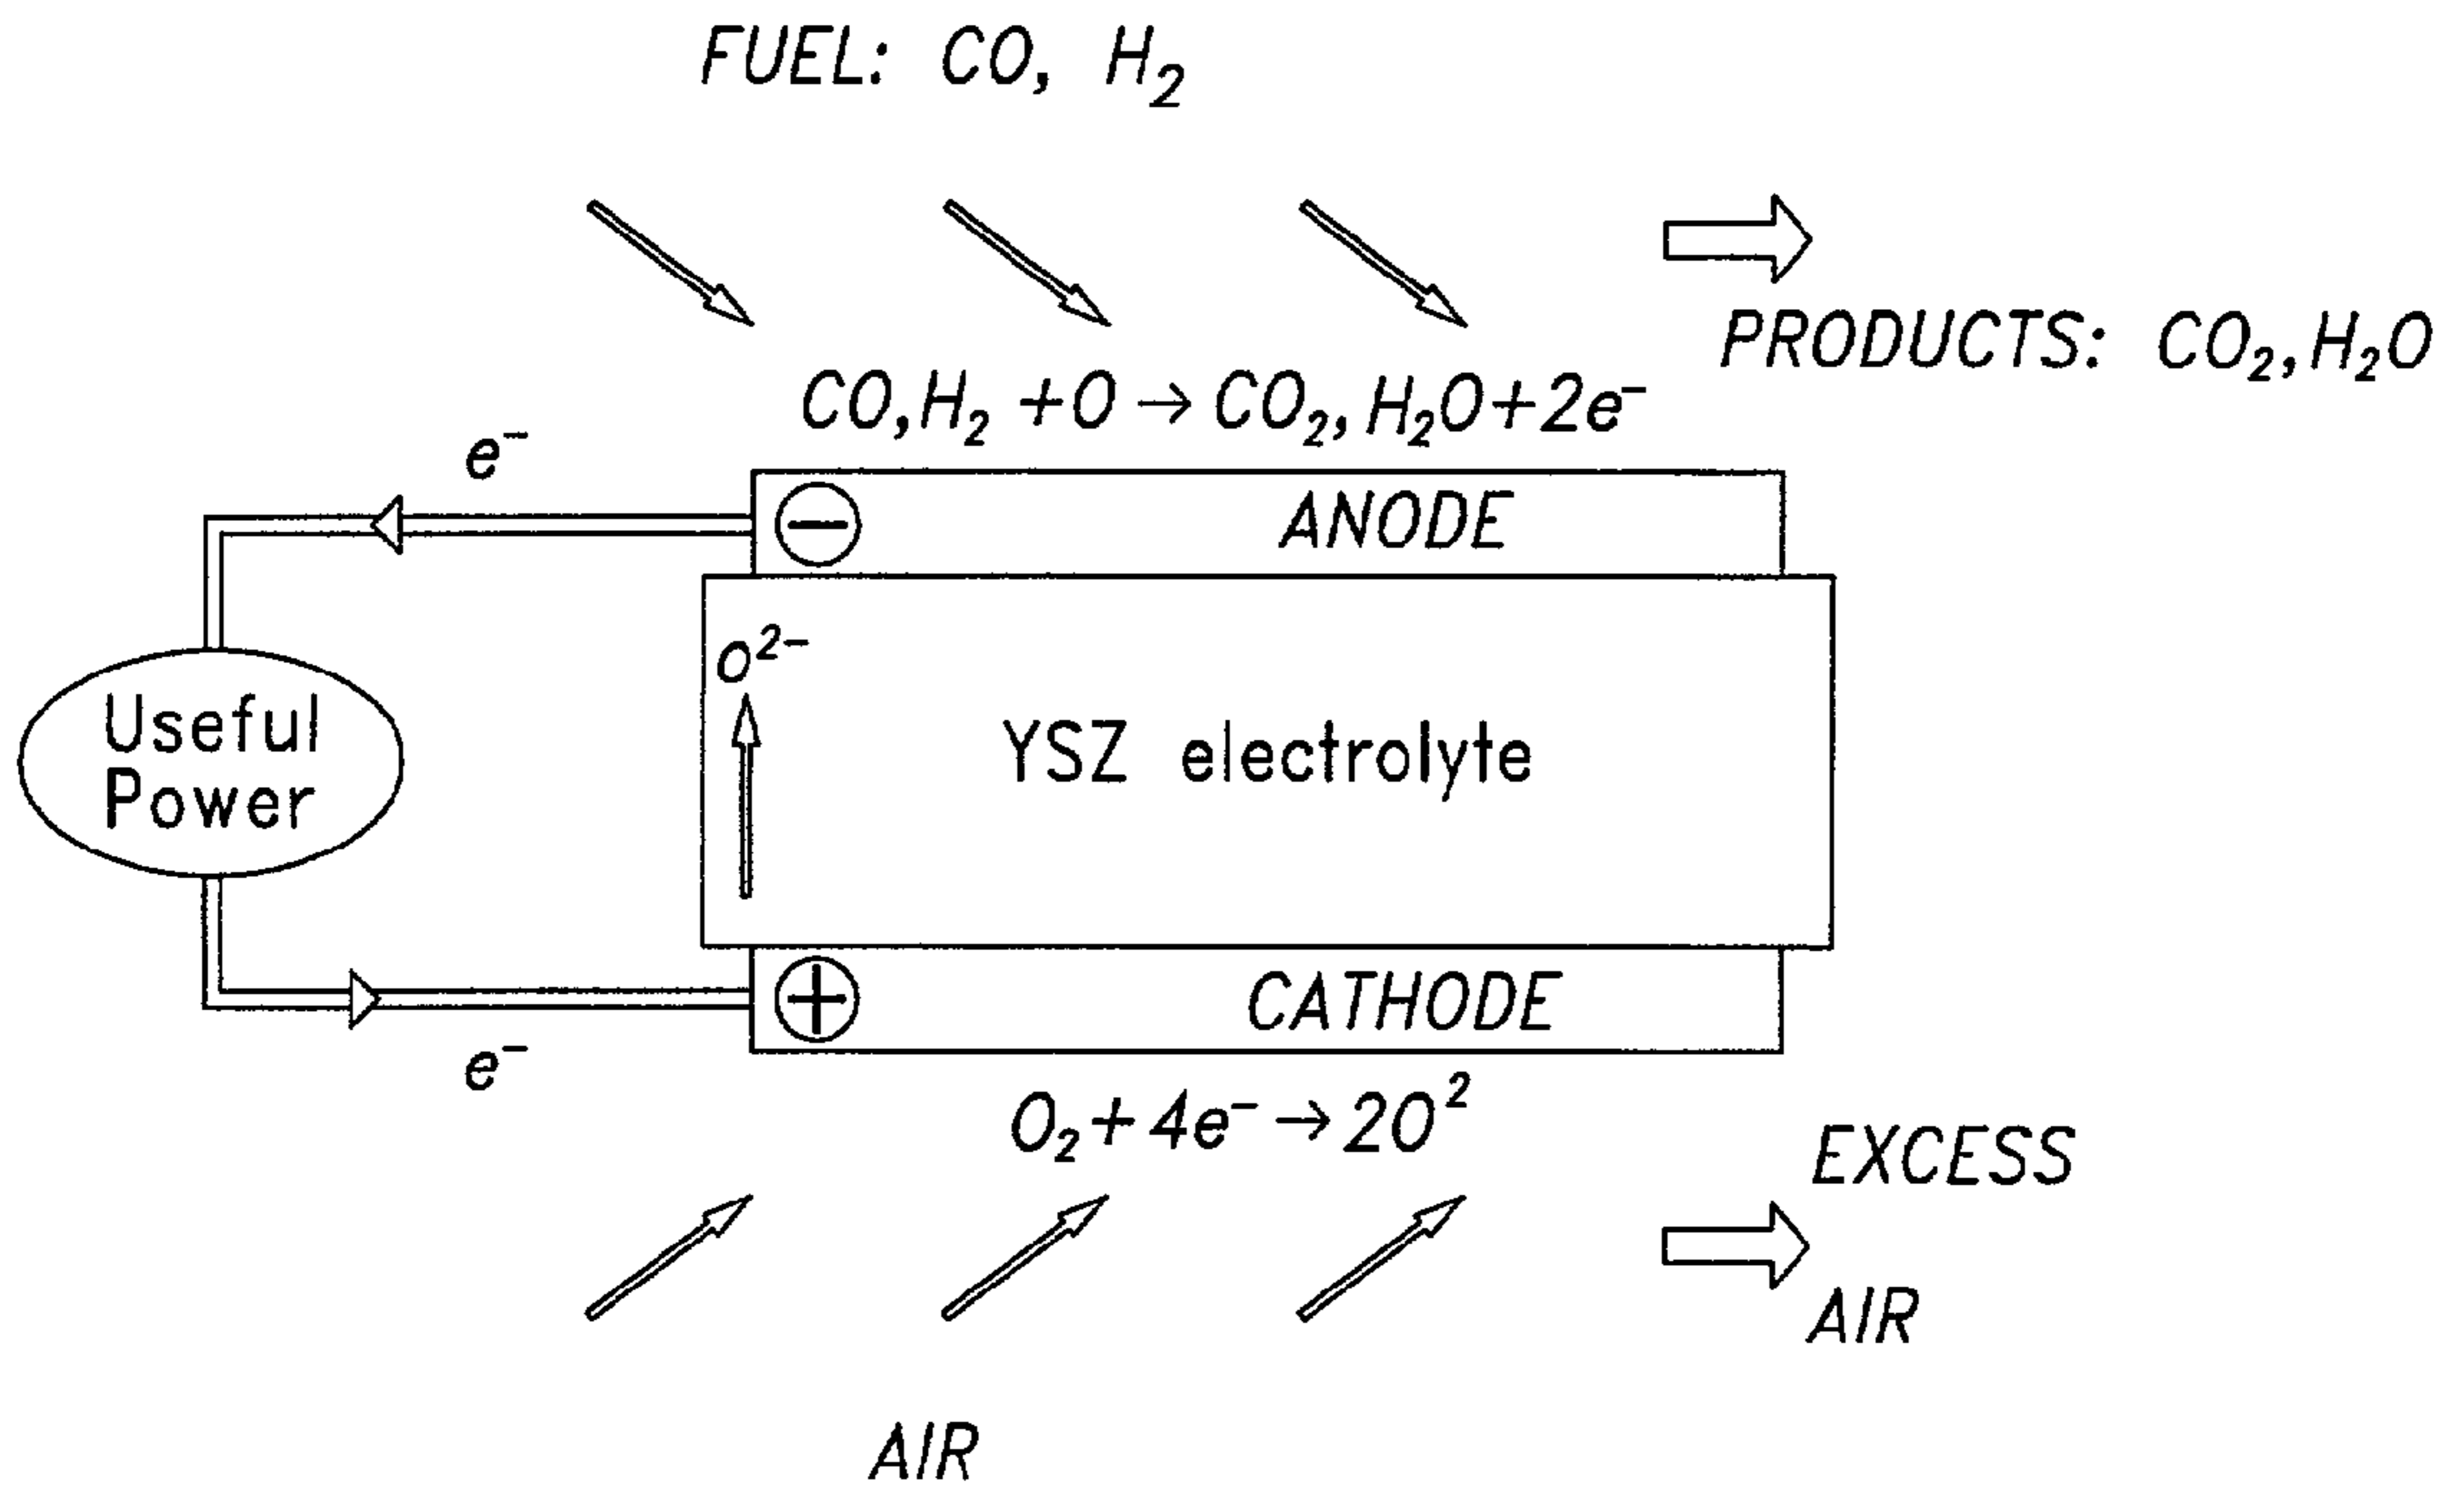 FUEL: CO, H₂
PRODUCTS: CO₂, H₂O
CO, H₂ + O → CO₂, H₂O + 2e⁻
e⁻
⊖ ANODE
O²⁻
Useful
Power
YSZ electrolyte
⊕ CATHODE
e⁻
O₂ + 4e⁻ → 2O²
EXCESS
AIR
AIR